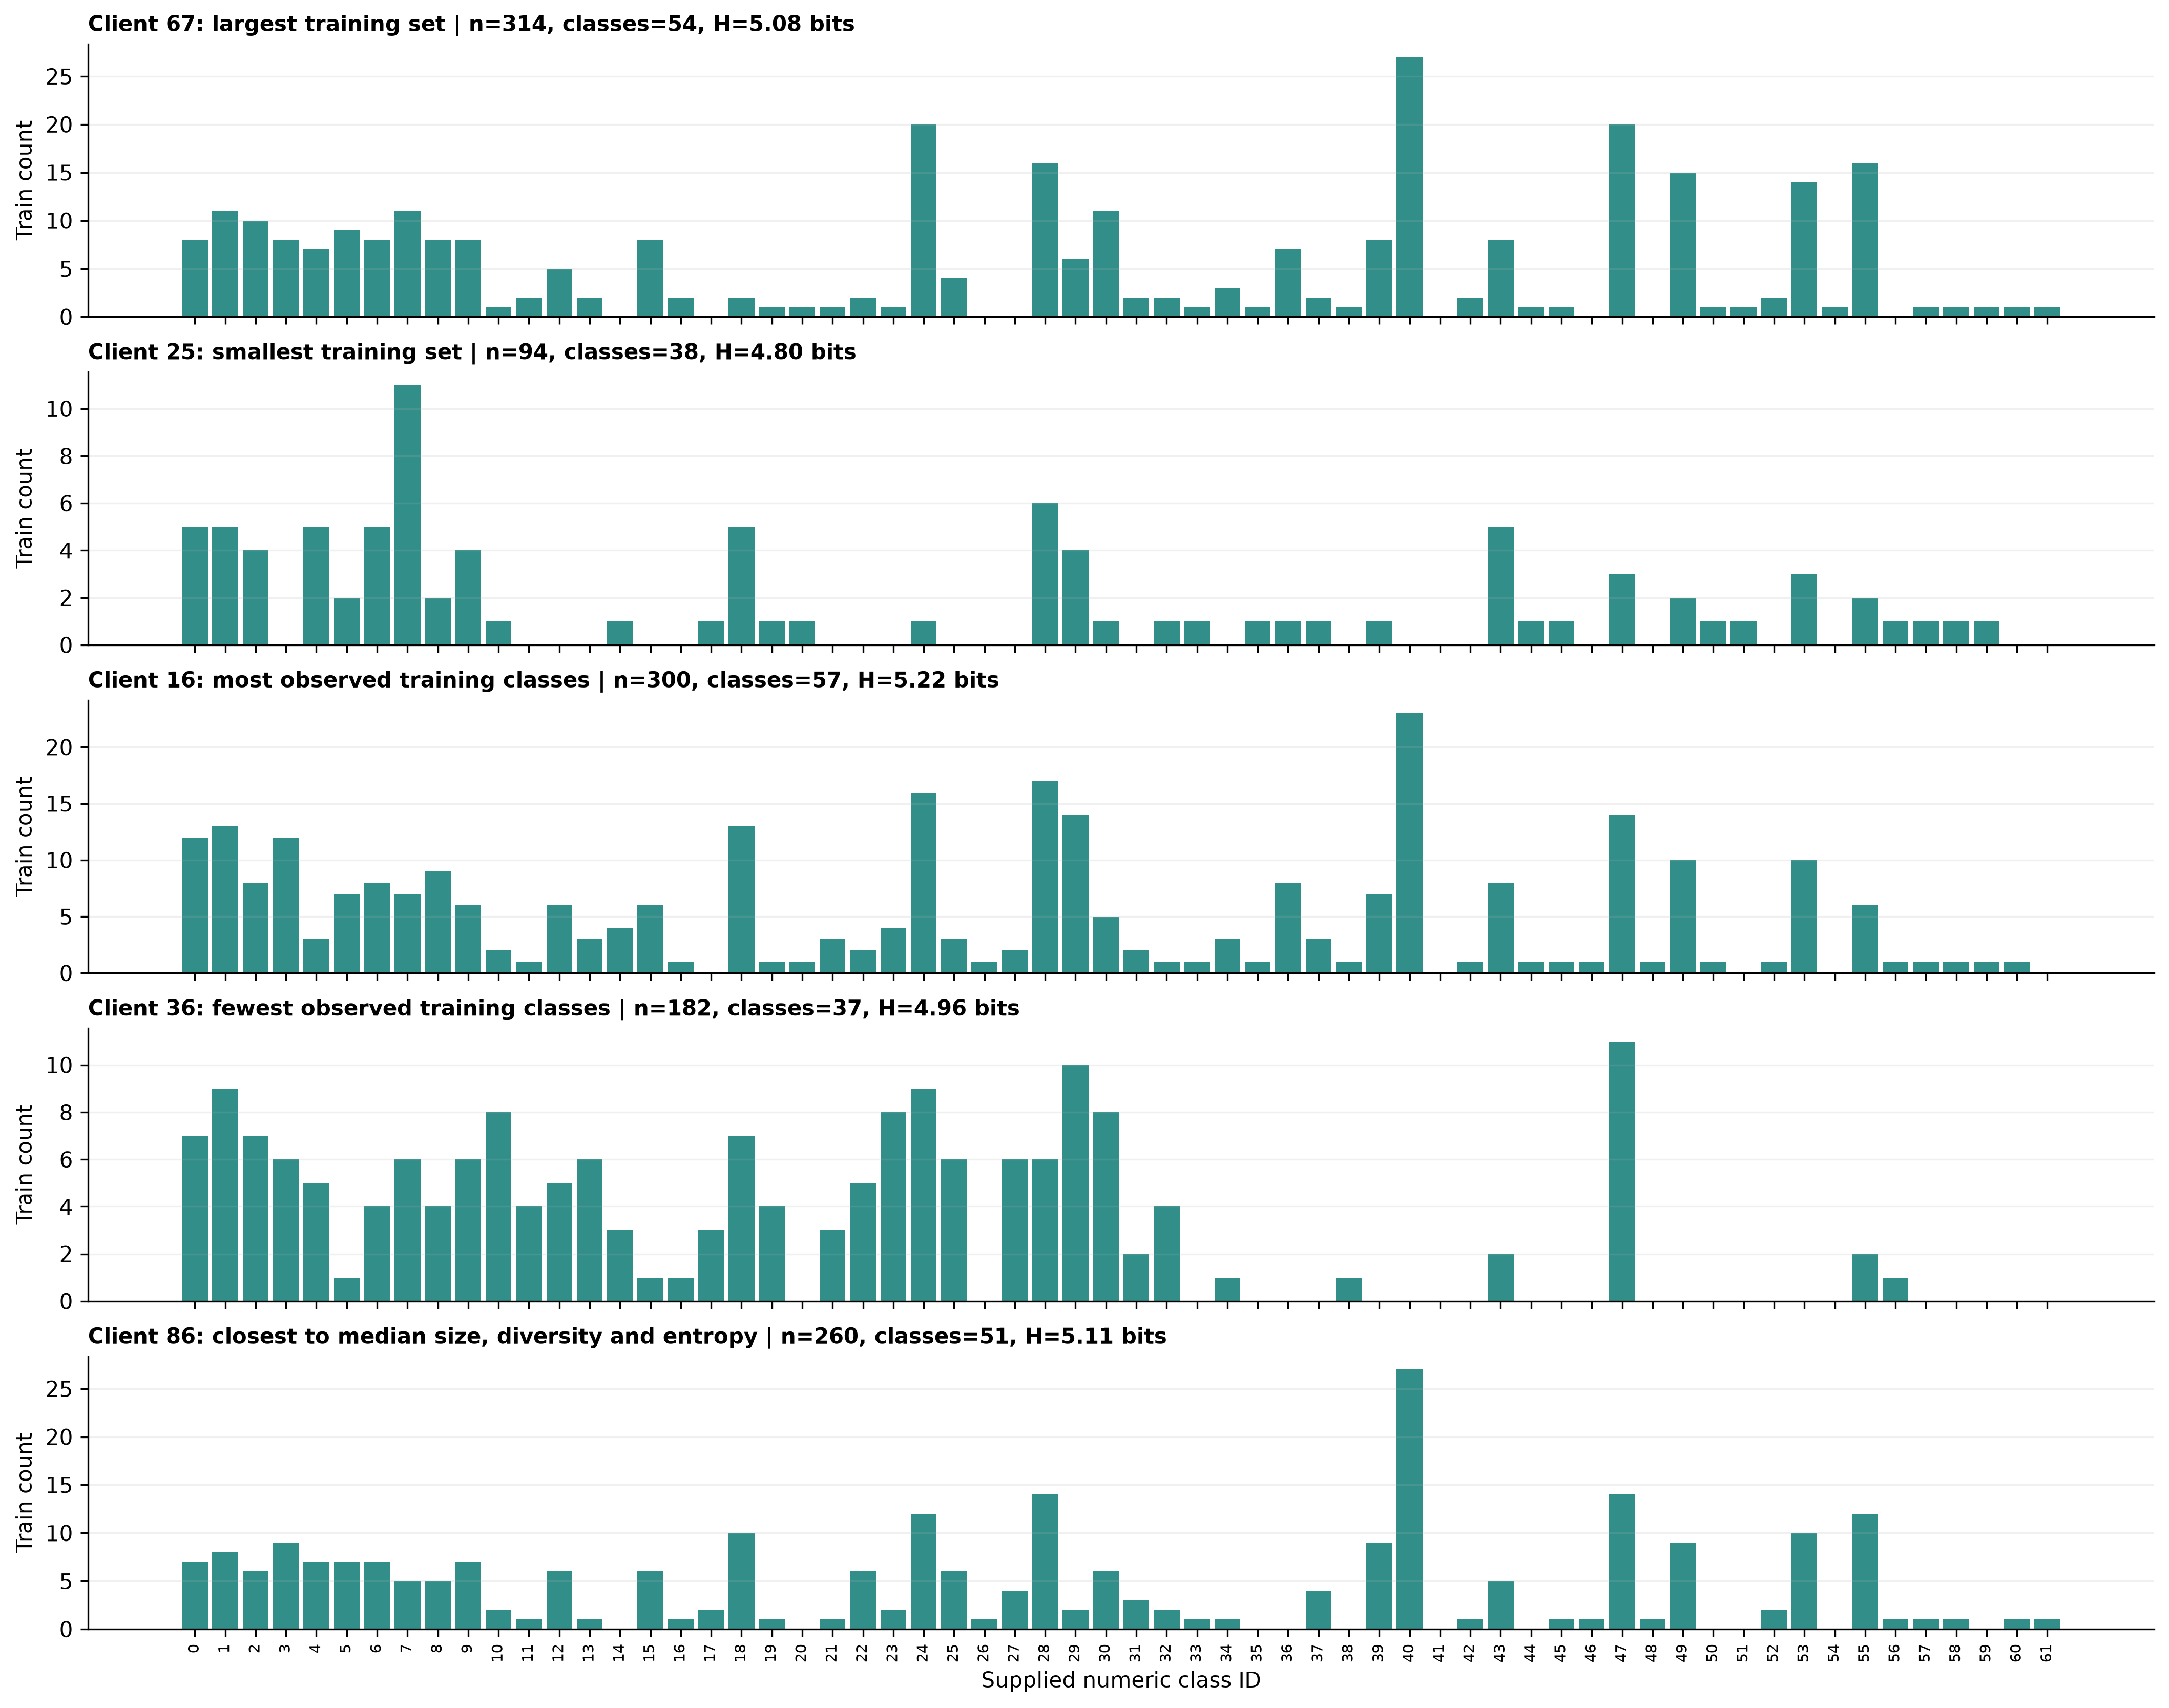 Client 67: largest training set | n=314, classes=54, H=5.08 bits
Train count
25
20
15
10
5
0
Client 25: smallest training set | n=94, classes=38, H=4.80 bits
Train count
10
8
6
4
2
0
Client 16: most observed training classes | n=300, classes=57, H=5.22 bits
Train count
20
15
10
5
0
Client 36: fewest observed training classes | n=182, classes=37, H=4.96 bits
Train count
10
8
6
4
2
0
Client 86: closest to median size, diversity and entropy | n=260, classes=51, H=5.11 bits
Train count
25
20
15
10
5
0
0 1 2 3 4 5 6 7 8 9 10 11 12 13 14 15 16 17 18 19 20 21 22 23 24 25 26 27 28 29 30 31 32 33 34 35 36 37 38 39 40 41 42 43 44 45 46 47 48 49 50 51 52 53 54 55 56 57 58 59 60 61
Supplied numeric class ID